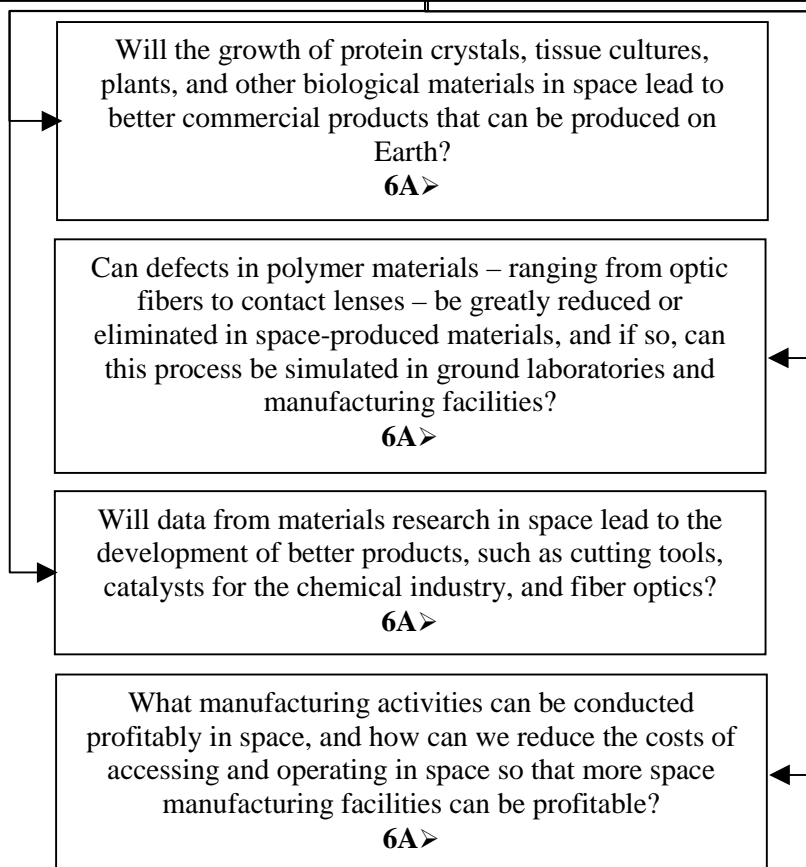 Will the growth of protein crystals, tissue cultures,
plants, and other biological materials in space lead to
better commercial products that can be produced on
Earth?
6A➢
Can defects in polymer materials – ranging from optic
fibers to contact lenses – be greatly reduced or
eliminated in space-produced materials, and if so, can
this process be simulated in ground laboratories and
manufacturing facilities?
6A➢
Will data from materials research in space lead to the
development of better products, such as cutting tools,
catalysts for the chemical industry, and fiber optics?
6A➢
What manufacturing activities can be conducted
profitably in space, and how can we reduce the costs of
accessing and operating in space so that more space
manufacturing facilities can be profitable?
6A➢